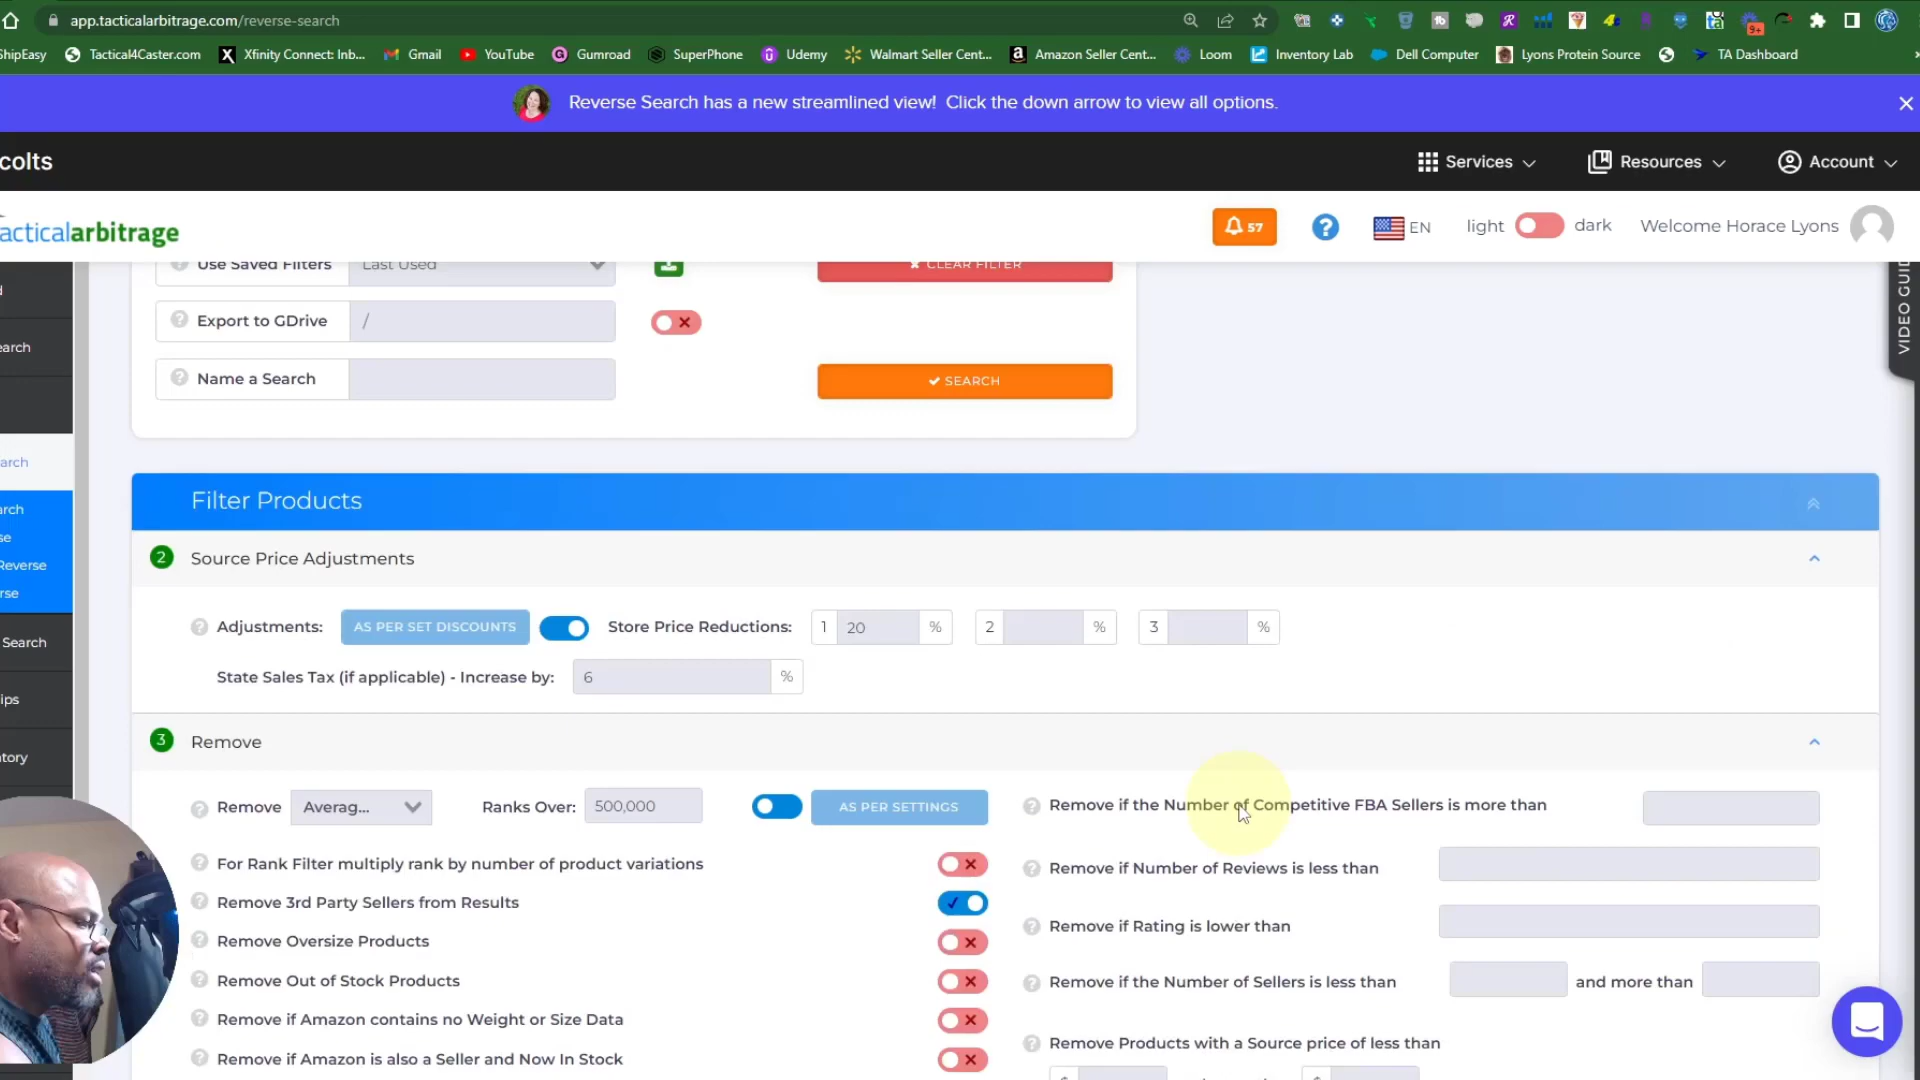 app.tacticalarbitrage.com/reverse-search
9+
ShipEasy Tactical4Caster.com Xfinity Connect: Inb... Gmail YouTube Gumroad SuperPhone Udemy Walmart Seller Cent... Amazon Seller Cent... Loom Inventory Lab Dell Computer Lyons Protein Source TA Dashboard
Reverse Search has a new streamlined view! Click the down arrow to view all options.
colts Services Resources Account
acticalarbitrage 57 ? EN light dark Welcome Horace Lyons
Use Saved Filters Last Used CLEAR FILTER
VIDEO GUID
Export to GDrive /
earch
Name a Search SEARCH
arch
Filter Products
arch
se
Reverse
rse
2 Source Price Adjustments
Adjustments: AS PER SET DISCOUNTS Store Price Reductions: 1 20 % 2 % 3 %
Search
State Sales Tax (if applicable) - Increase by: 6 %
ips
3 Remove
tory
Remove Averag... Ranks Over: 500,000 AS PER SETTINGS Remove if the Number of Competitive FBA Sellers is more than
For Rank Filter multiply rank by number of product variations Remove if Number of Reviews is less than
Remove 3rd Party Sellers from Results
Remove if Rating is lower than
Remove Oversize Products
Remove Out of Stock Products Remove if the Number of Sellers is less than and more than
Remove if Amazon contains no Weight or Size Data
Remove Products with a Source price of less than
Remove if Amazon is also a Seller and Now In Stock